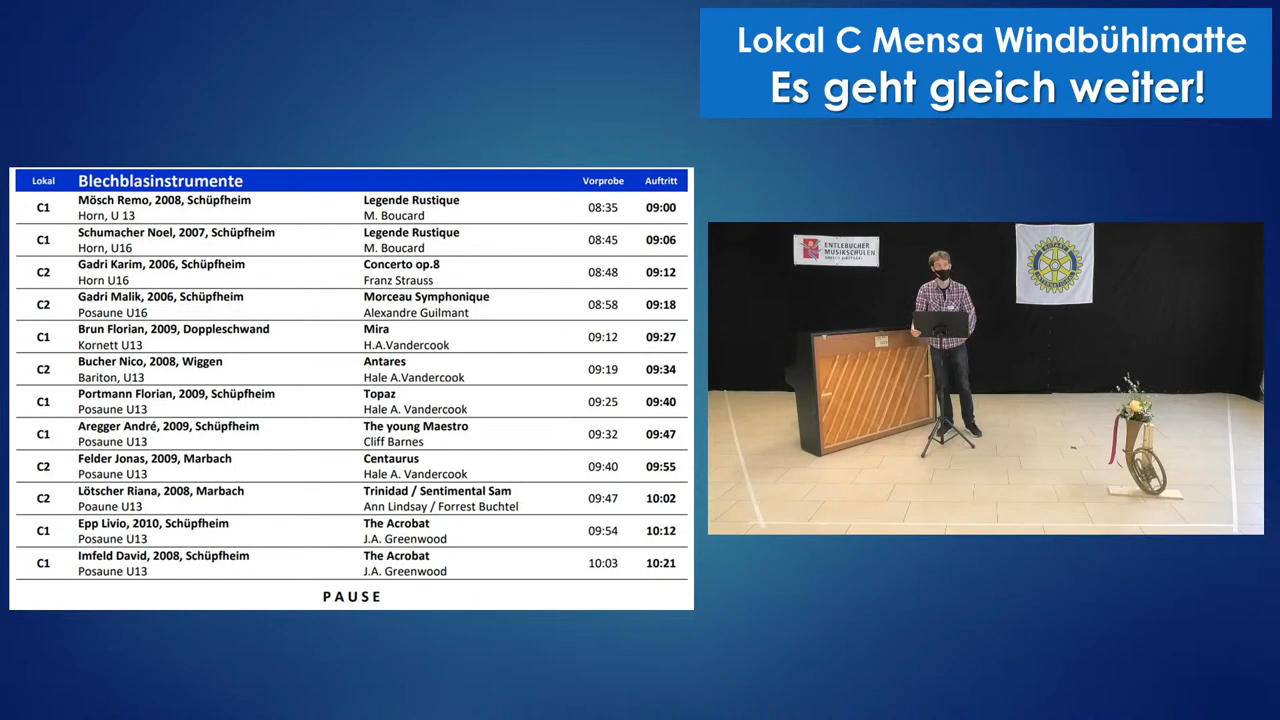 Lokal C Mensa Windbühlmatte
Es geht gleich weiter!
Lokal Blechblasinstrumente Vorprobe Auftritt
C1 Mösch Remo, 2008, Schüpfheim Legende Rustique 08:35 09:00
Horn, U 13 M. Boucard
C1 Schumacher Noel, 2007, Schüpfheim Legende Rustique 08:45 09:06
Horn, U16 M. Boucard
C2 Gadri Karim, 2006, Schüpfheim Concerto op.8 08:48 09:12
Horn U16 Franz Strauss
C2 Gadri Malik, 2006, Schüpfheim Morceau Symphonique 08:58 09:18
Posaune U16 Alexandre Guilmant
C1 Brun Florian, 2009, Doppleschwand Mira 09:12 09:27
Kornett U13 H.A.Vandercook
C2 Bucher Nico, 2008, Wiggen Antares 09:19 09:34
Bariton, U13 Hale A.Vandercook
C1 Portmann Florian, 2009, Schüpfheim Topaz 09:25 09:40
Posaune U13 Hale A. Vandercook
C1 Aregger André, 2009, Schüpfheim The young Maestro 09:32 09:47
Posaune U13 Cliff Barnes
C2 Felder Jonas, 2009, Marbach Centaurus 09:40 09:55
Posaune U13 Hale A. Vandercook
C2 Lötscher Riana, 2008, Marbach Trinidad / Sentimental Sam 09:47 10:02
Poaune U13 Ann Lindsay / Forrest Buchtel
C1 Epp Livio, 2010, Schüpfheim The Acrobat 09:54 10:12
Posaune U13 J.A. Greenwood
C1 Imfeld David, 2008, Schüpfheim The Acrobat 10:03 10:21
Posaune U13 J.A. Greenwood
PAUSE
ENTLEBUCHER
MUSIKSCHULEN
ROTARY
INTERNATIONAL